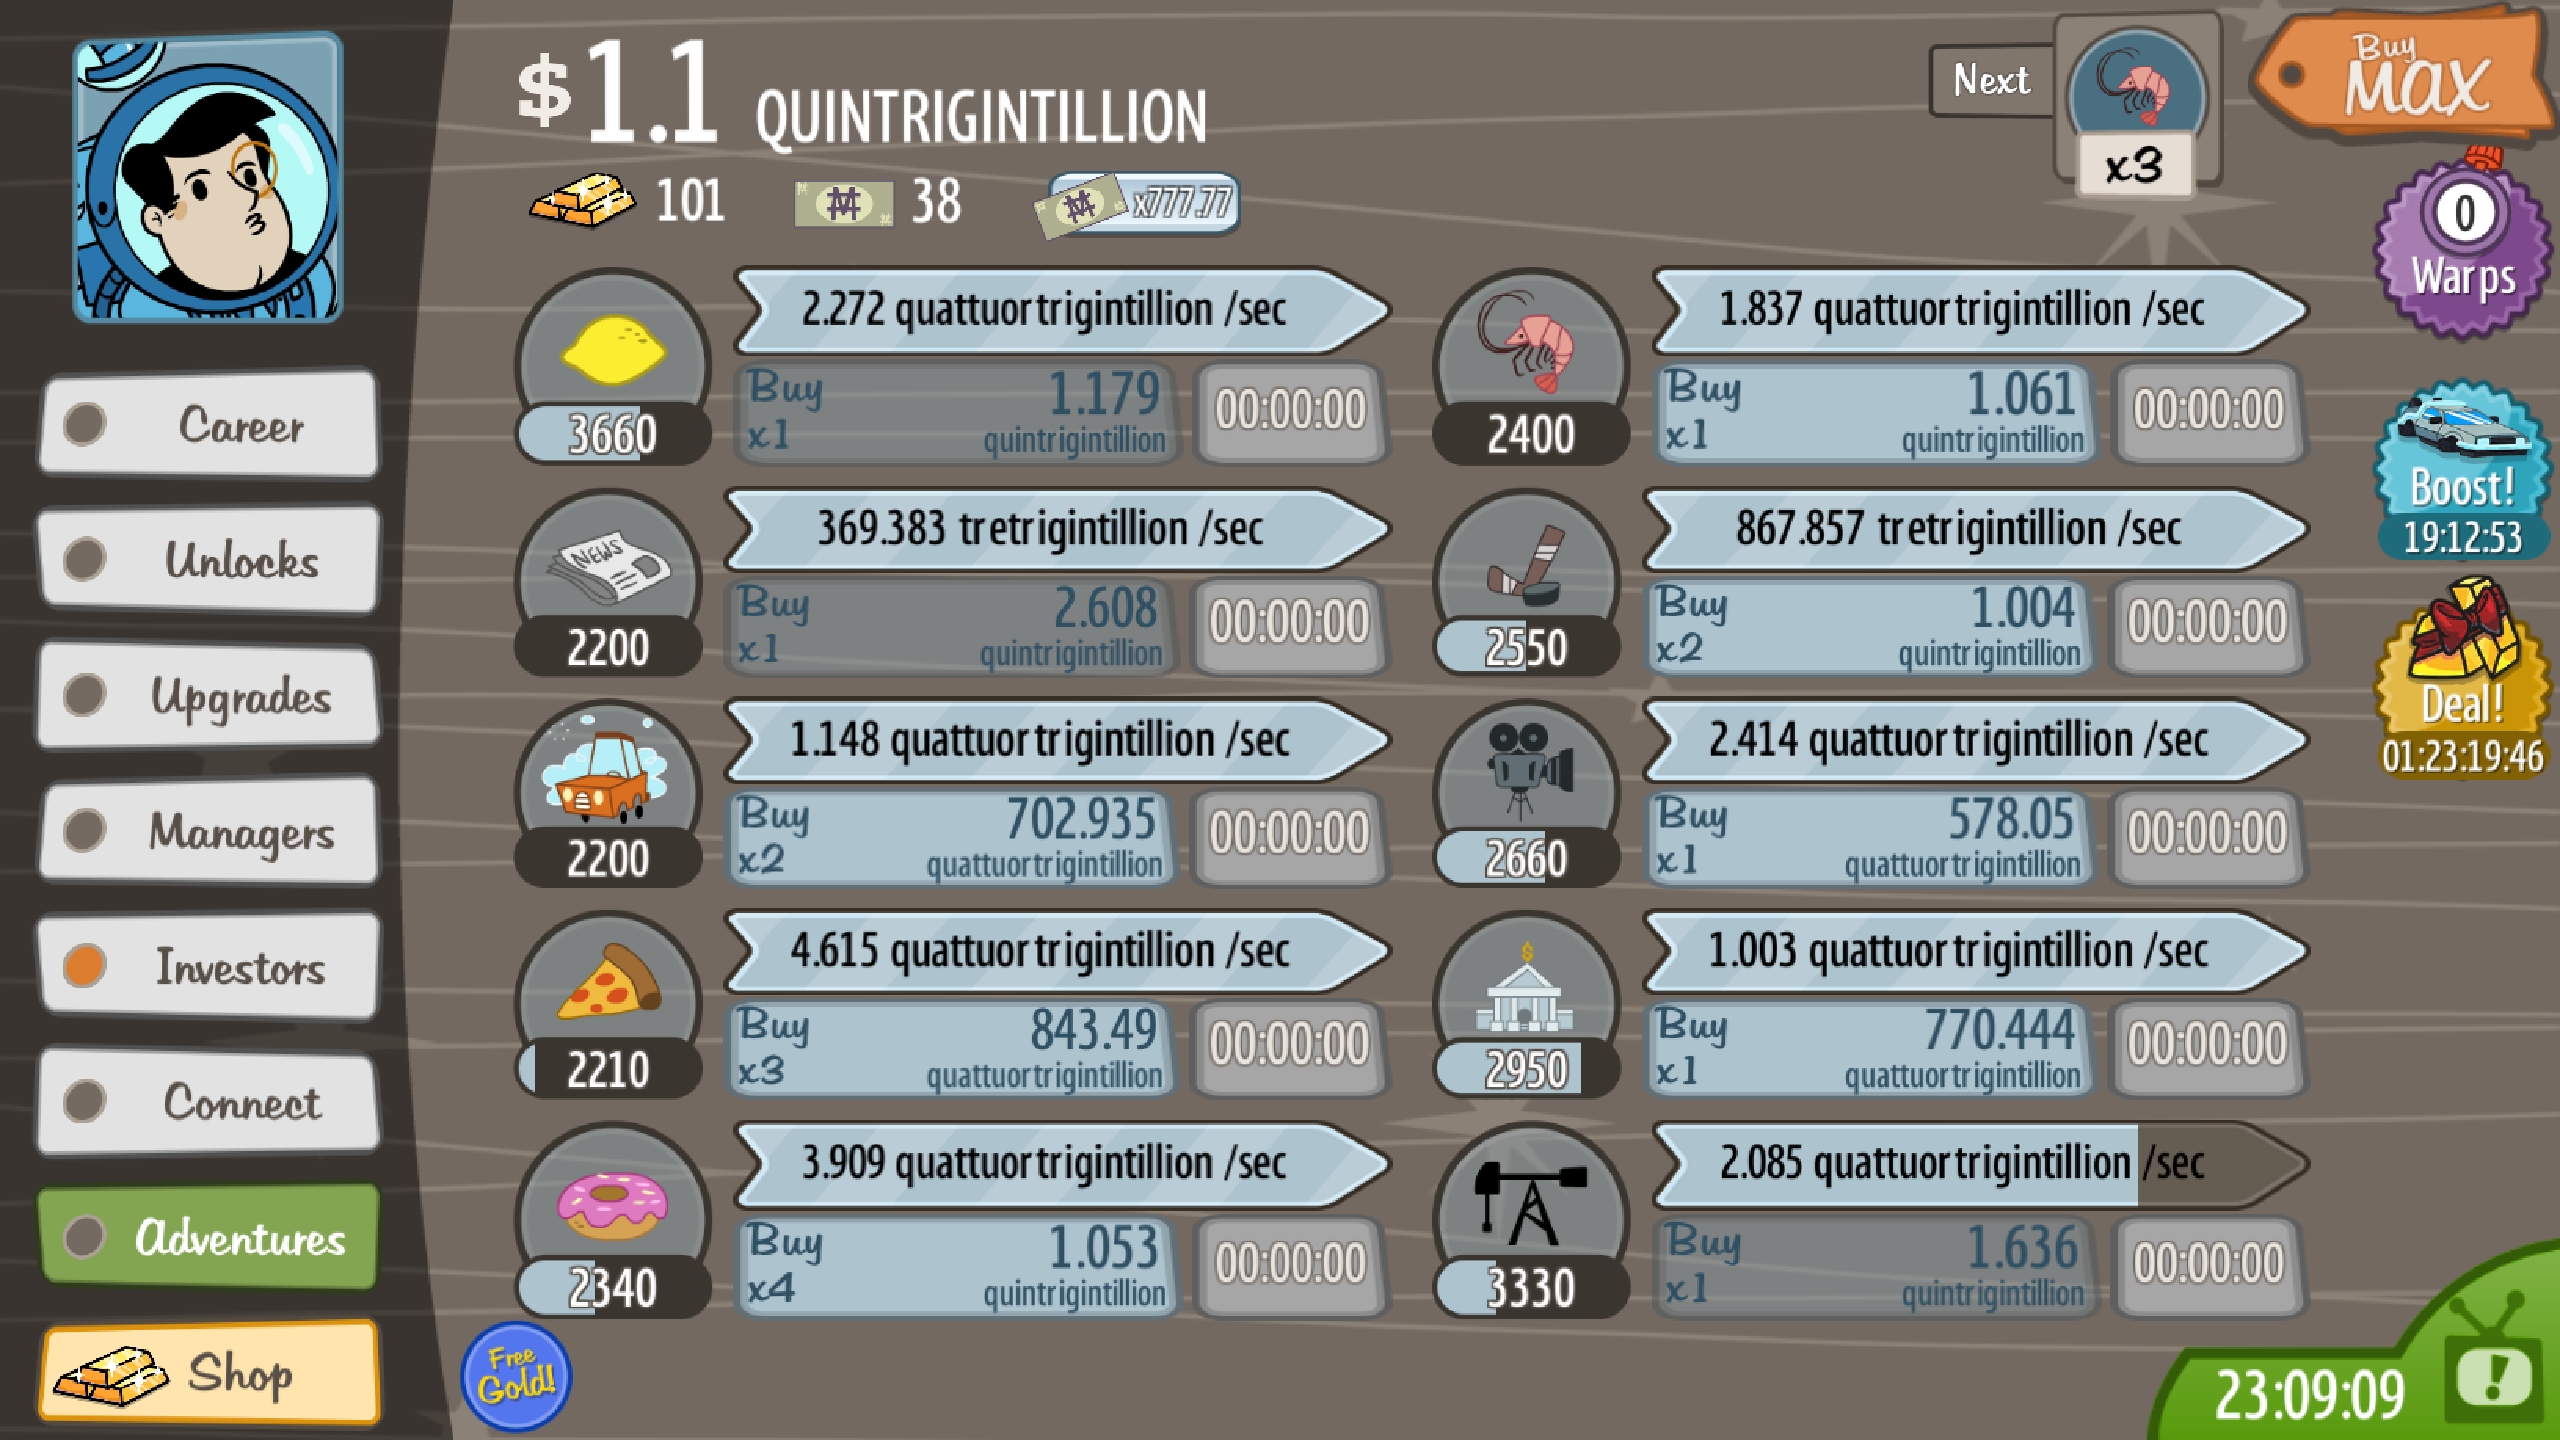 $1.1 QUINTRIGINTILLION
Next
x3
Buy
MAX
101
38
x777.77
0
Warps
2.272 quattuortrigintillion /sec
Buy
x1
1.179
quintrigintillion
00:00:00
3660
1.837 quattuortrigintillion /sec
Buy
x1
1.061
quintrigintillion
00:00:00
2400
Career
Boost!
19:12:53
NEWS
369.383 tretrigintillion /sec
Buy
x1
2.608
quintrigintillion
00:00:00
2200
867.857 tretrigintillion /sec
Buy
x2
1.004
quintrigintillion
00:00:00
2550
Unlocks
Deal!
01:23:19:46
Upgrades
1.148 quattuortrigintillion /sec
Buy
x2
702.935
quattuortrigintillion
00:00:00
2200
2.414 quattuortrigintillion /sec
Buy
x1
578.05
quattuortrigintillion
00:00:00
2660
Managers
Investors
4.615 quattuortrigintillion /sec
Buy
x3
843.49
quattuortrigintillion
00:00:00
2210
$
1.003 quattuortrigintillion /sec
Buy
x1
770.444
quattuortrigintillion
00:00:00
2950
Connect
Adventures
3.909 quattuortrigintillion /sec
Buy
x4
1.053
quintrigintillion
00:00:00
2340
2.085 quattuortrigintillion /sec
Buy
x1
1.636
quintrigintillion
00:00:00
3330
Shop
Free
Gold!
23:09:09
!